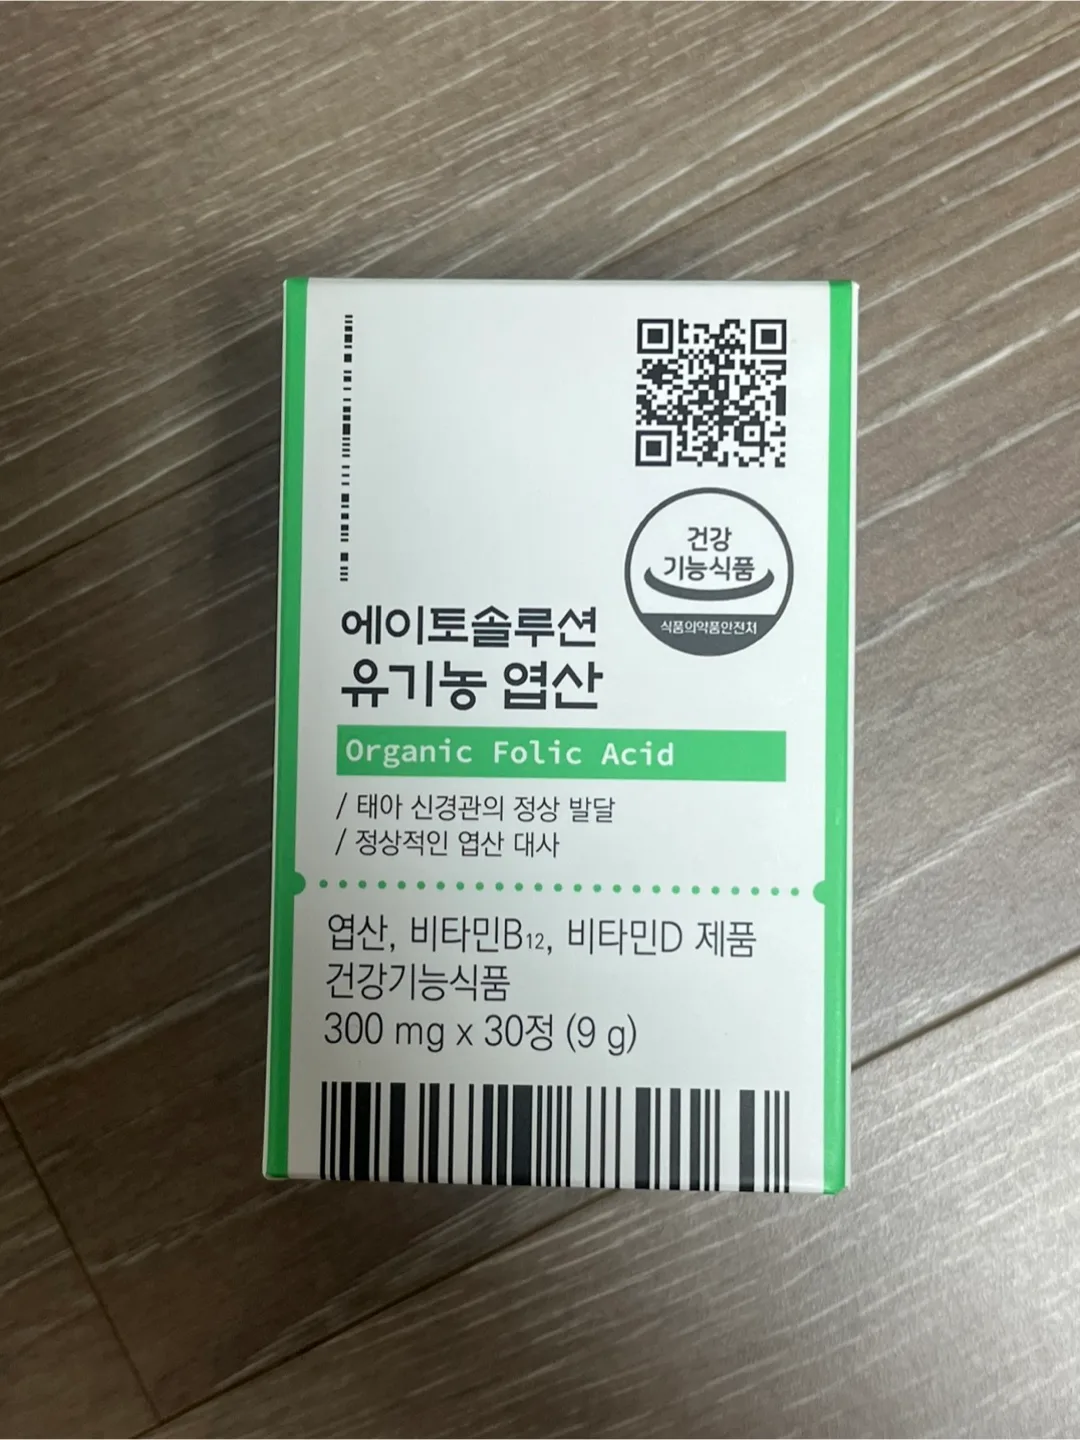 건강
기능식품
식품의약품안전처
에이토솔루션
유기농 엽산
Organic Folic Acid
/ 태아 신경관의 정상 발달
/ 정상적인 엽산 대사
엽산, 비타민B₁₂, 비타민D 제품
건강기능식품
300 mg x 30정 (9 g)